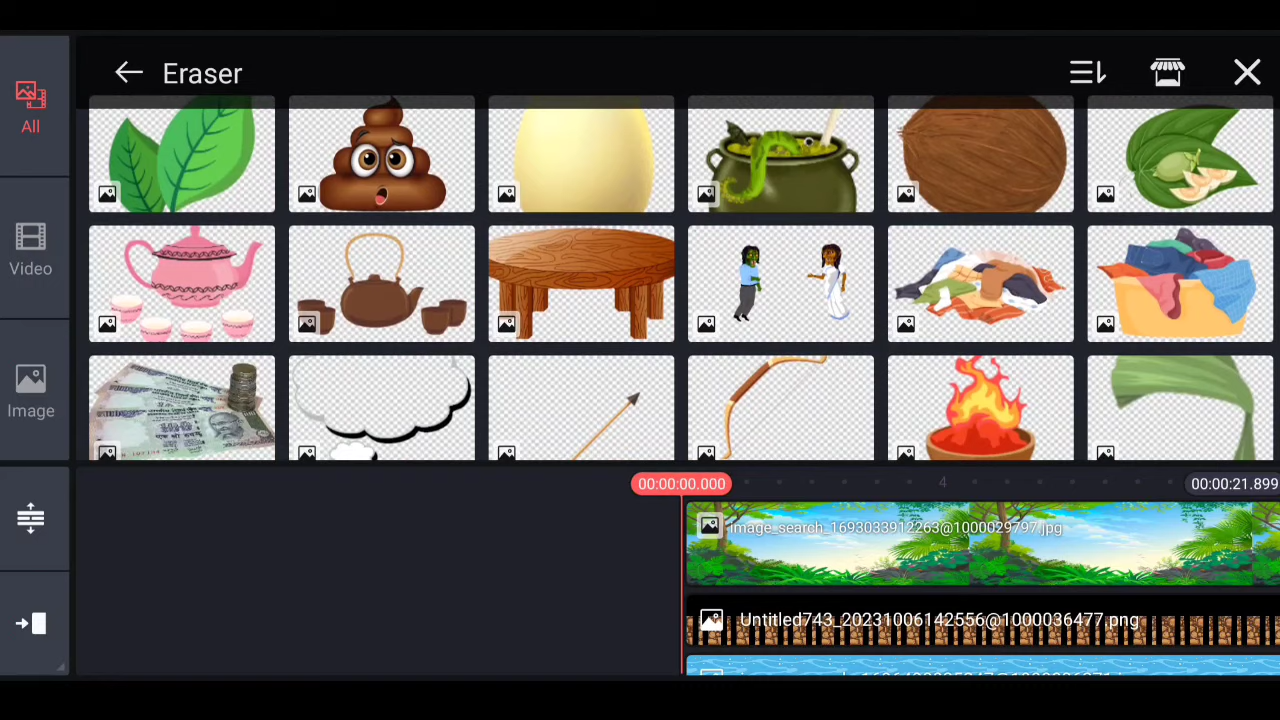 Eraser
All
Video
Image
00:00:00.000
4
00:00:21.899
image_search_1693033912263@1000029797.jpg
Untitled743_20231006142556@1000036477.png